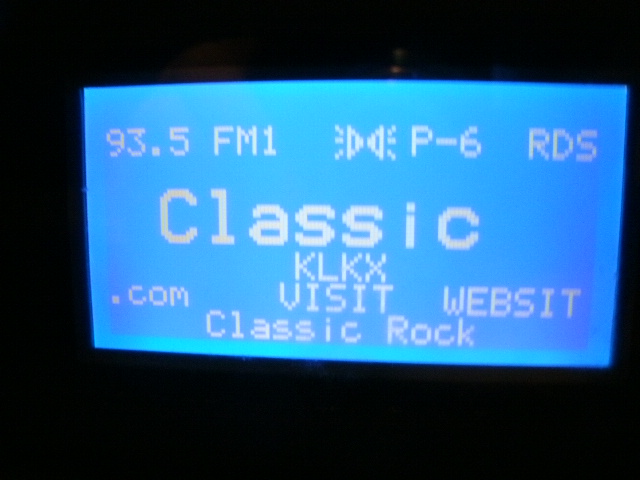 93.5 FM1 P-6 RDS
Classic
KLKX
.com VISIT WEBSIT
Classic Rock